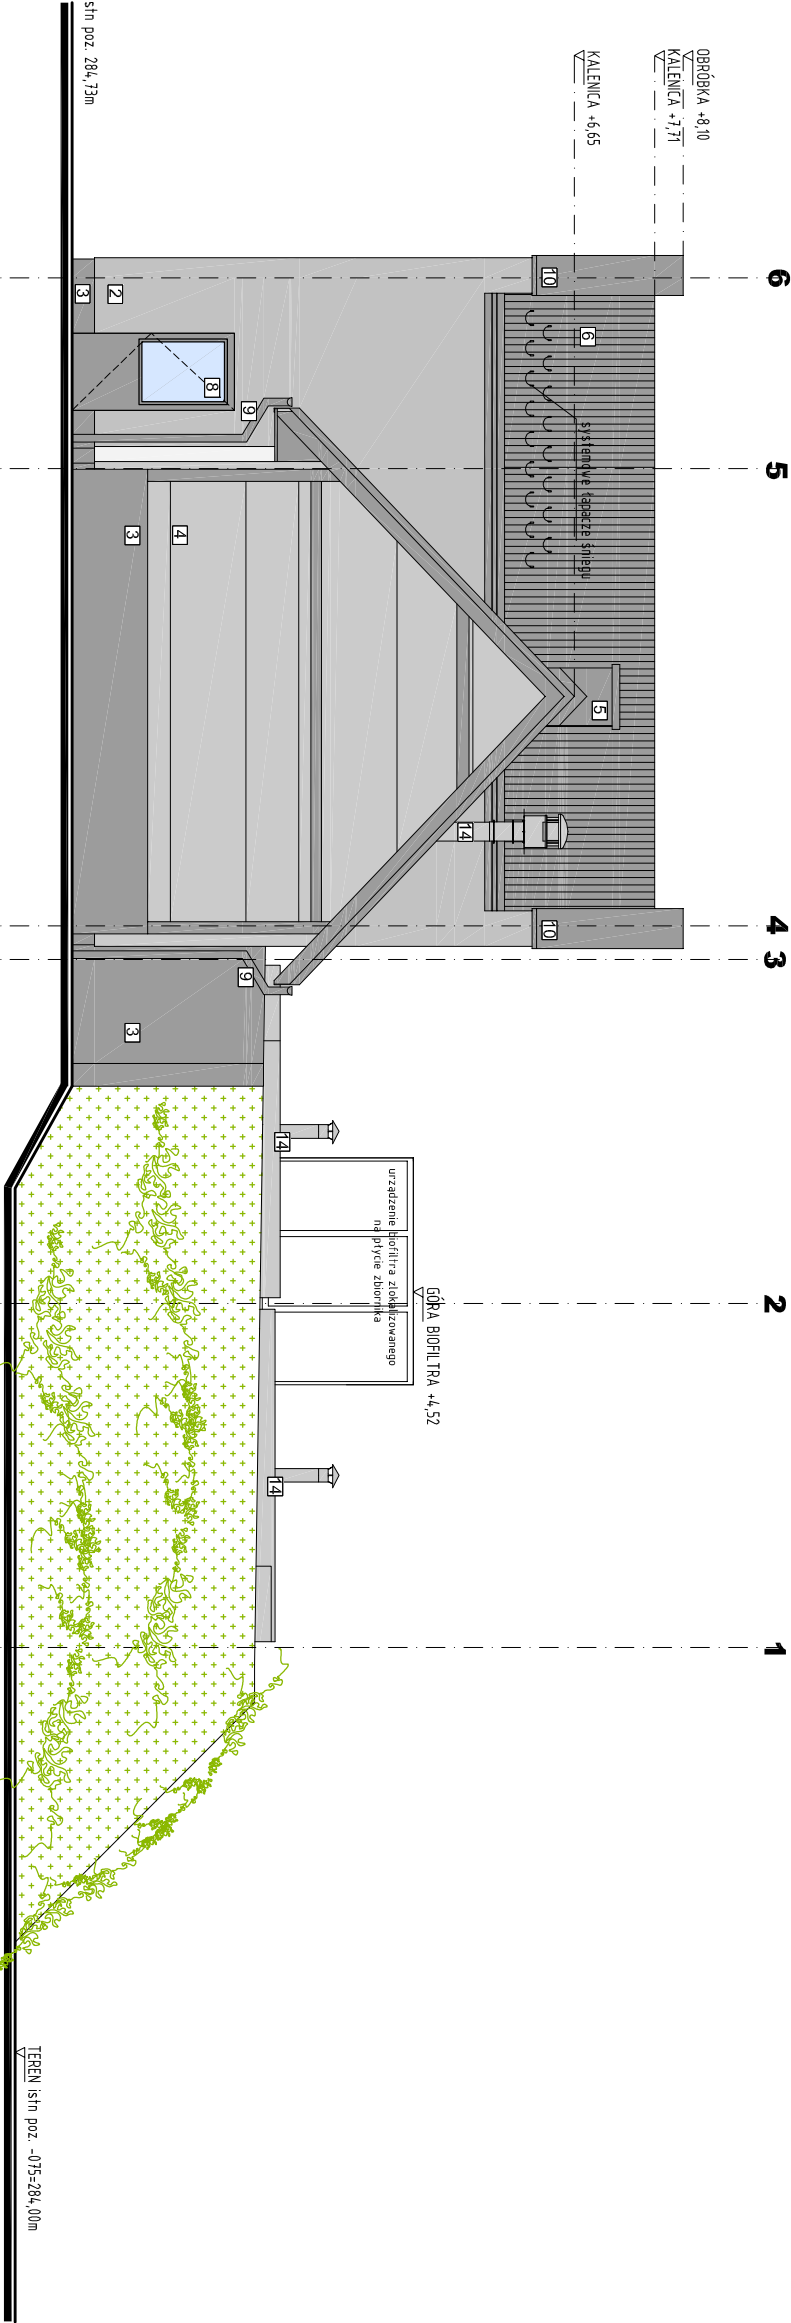 OBRÓBKA +8,10
KALENICA +7,71
KALENICA +6,65
6
5
4
3
2
1
10
6
systemowe łapacze śniegu
5
14
10
GÓRA BIOFILTRA +4,52
urządzenie biofiltra zlokalizowanego
na płycie zbiornika
9
8
2
3
4
3
9
3
14
14
istn poz. 284,73m
TEREN istn poz. -075=284,00m